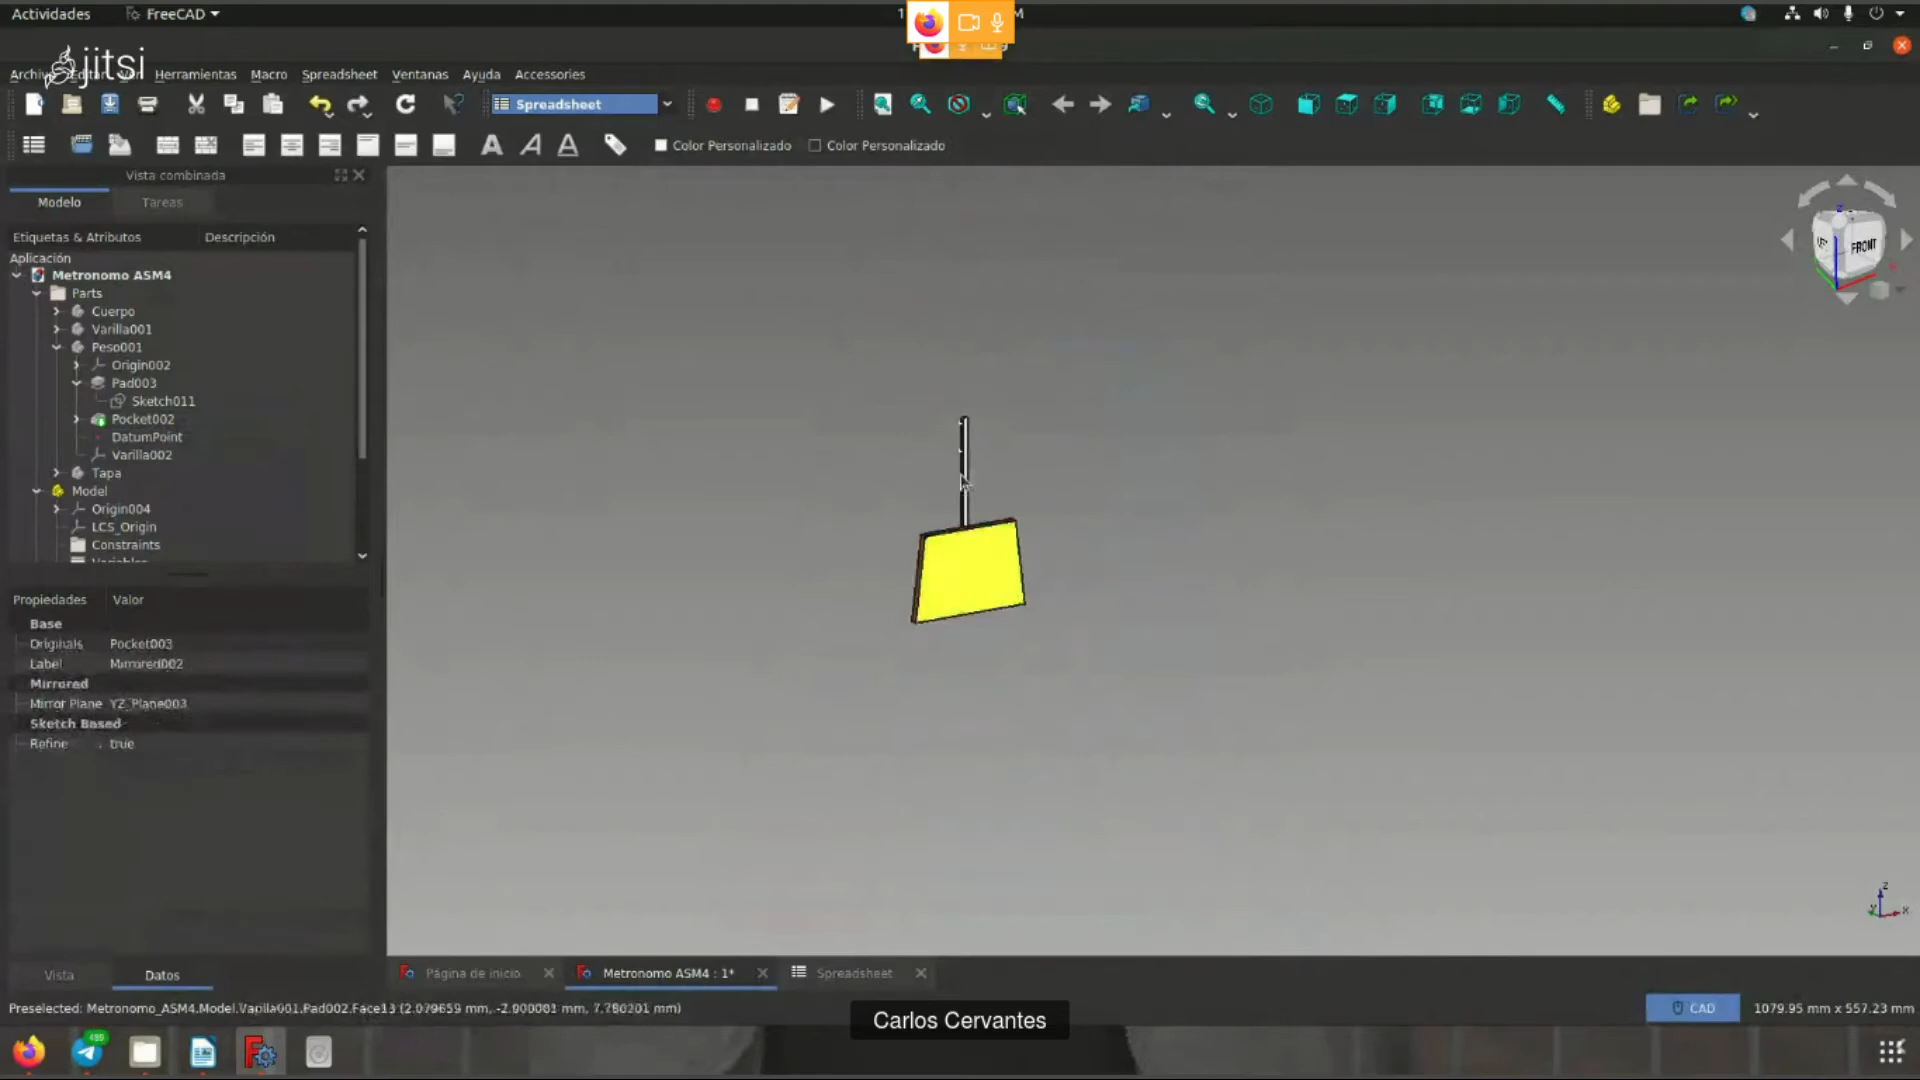 Actividades FreeCAD
jitsi
Herramientas Macro Spreadsheet Ventanas Ayuda Accessories
Spreadsheet
Color Personalizado Color Personalizado
Vista combinada
Modelo Tareas
Etiquetas & Atributos Descripción
Aplicación
Metronomo ASM4
Parts
Cuerpo
Varilla001
Peso001
Origin002
Pad003
Sketch011
Pocket002
DatumPoint
Varilla002
Tapa
Model
Origin004
LCS_Origin
Constraints
FRONT
Propiedades Valor
Base
Originals Pocket003
Label Mirrored002
Mirrored
Mirror Plane YZ_Plane003
Sketch Based
Refine true
Vista Datos
Página de inicio Metronomo ASM4 : 1* Spreadsheet
Preselected: Metronomo_ASM4.Model.Varilla001.Pad002.Face13 (2.079659 mm, -2.000001 mm, 7.780201 mm)
CAD 1079.95 mm x 557.23 mm
Carlos Cervantes